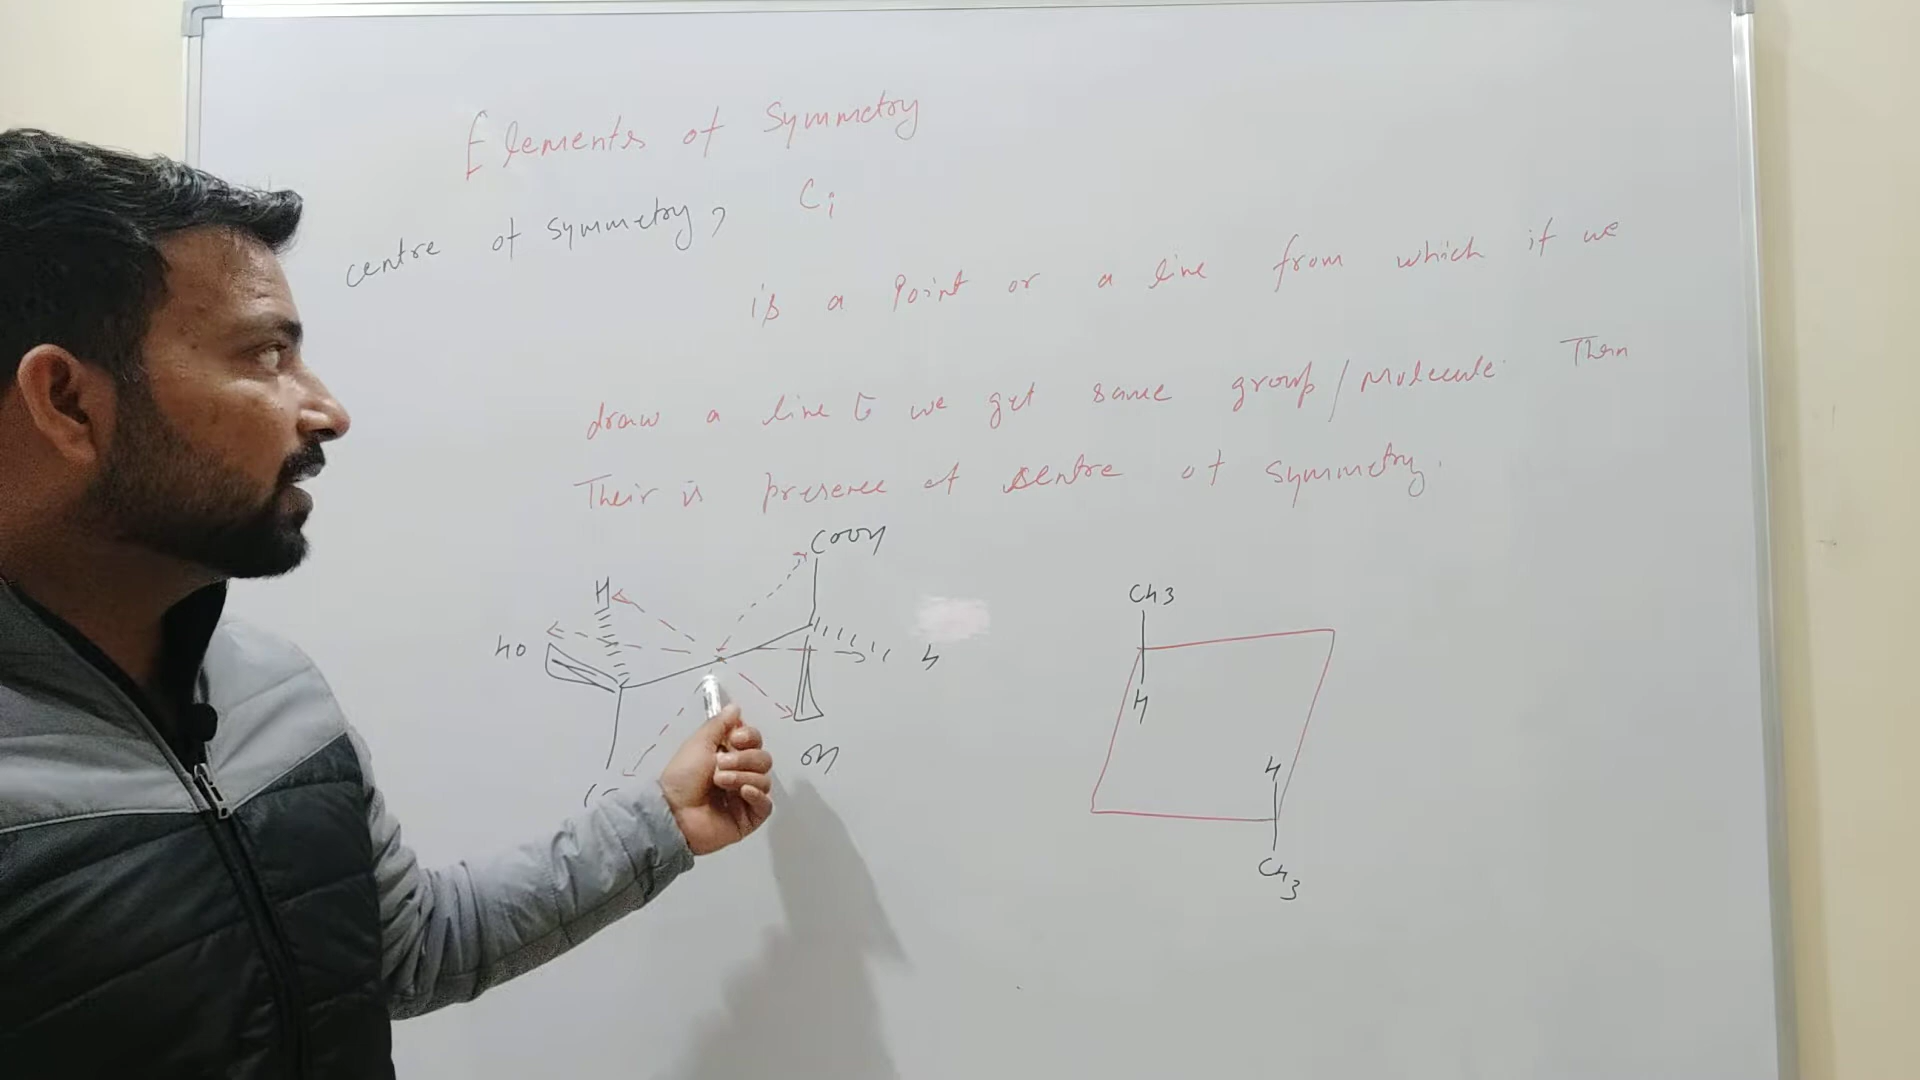 Elements of Symmetry
centre of symmetry, Ci
is a point or a line from which if we
draw a line & we get same group/molecule Then
Their is presence of centre of symmetry.
COOH
H
HO
H
OH
CH3
H
H
CH3